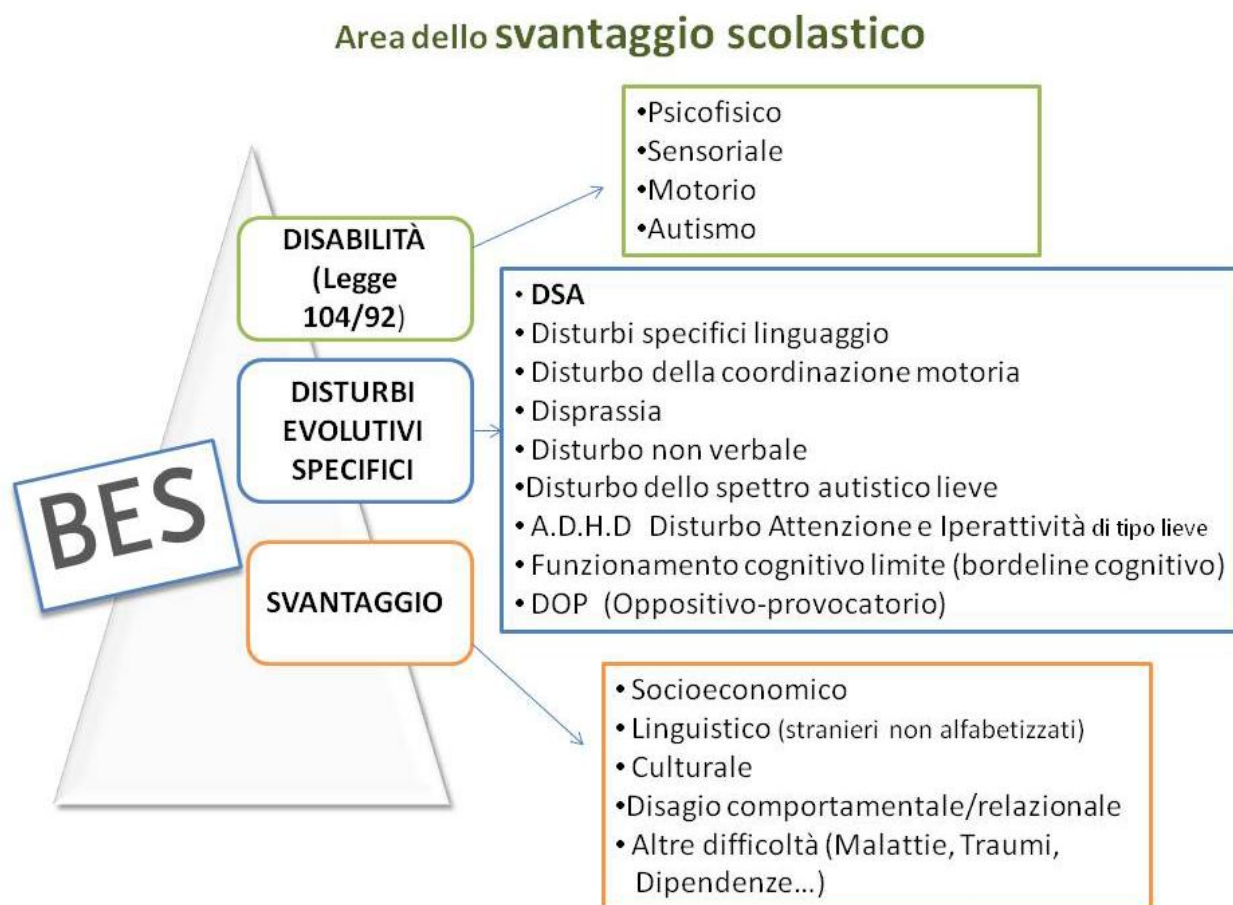 Area dello svantaggio scolastico
•Psicofisico
•Sensoriale
•Motorio
•Autismo
DISABILITÀ
(Legge
104/92)
• DSA
• Disturbi specifici linguaggio
• Disturbo della coordinazione motoria
• Disprassia
• Disturbo non verbale
•Disturbo dello spettro autistico lieve
• A.D.H.D Disturbo Attenzione e Iperattività di tipo lieve
• Funzionamento cognitivo limite (bordeline cognitivo)
• DOP (Oppositivo-provocatorio)
DISTURBI
EVOLUTIVI
SPECIFICI
BES
SVANTAGGIO
• Socioeconomico
• Linguistico (stranieri non alfabetizzati)
• Culturale
•Disagio comportamentale/relazionale
• Altre difficoltà (Malattie, Traumi,
Dipendenze...)